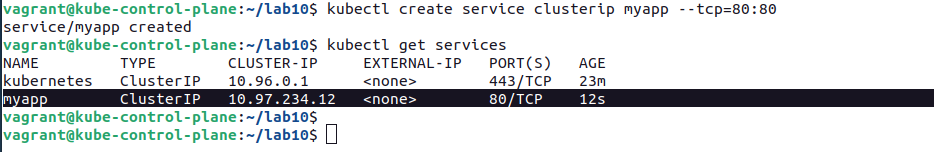 vagrant@kube-control-plane:~/lab10$ kubectl create service clusterip myapp --tcp=80:80
service/myapp created
vagrant@kube-control-plane:~/lab10$ kubectl get services
NAME         TYPE        CLUSTER-IP      EXTERNAL-IP   PORT(S)   AGE
kubernetes   ClusterIP   10.96.0.1       <none>        443/TCP   23m
myapp        ClusterIP   10.97.234.12    <none>        80/TCP    12s
vagrant@kube-control-plane:~/lab10$
vagrant@kube-control-plane:~/lab10$